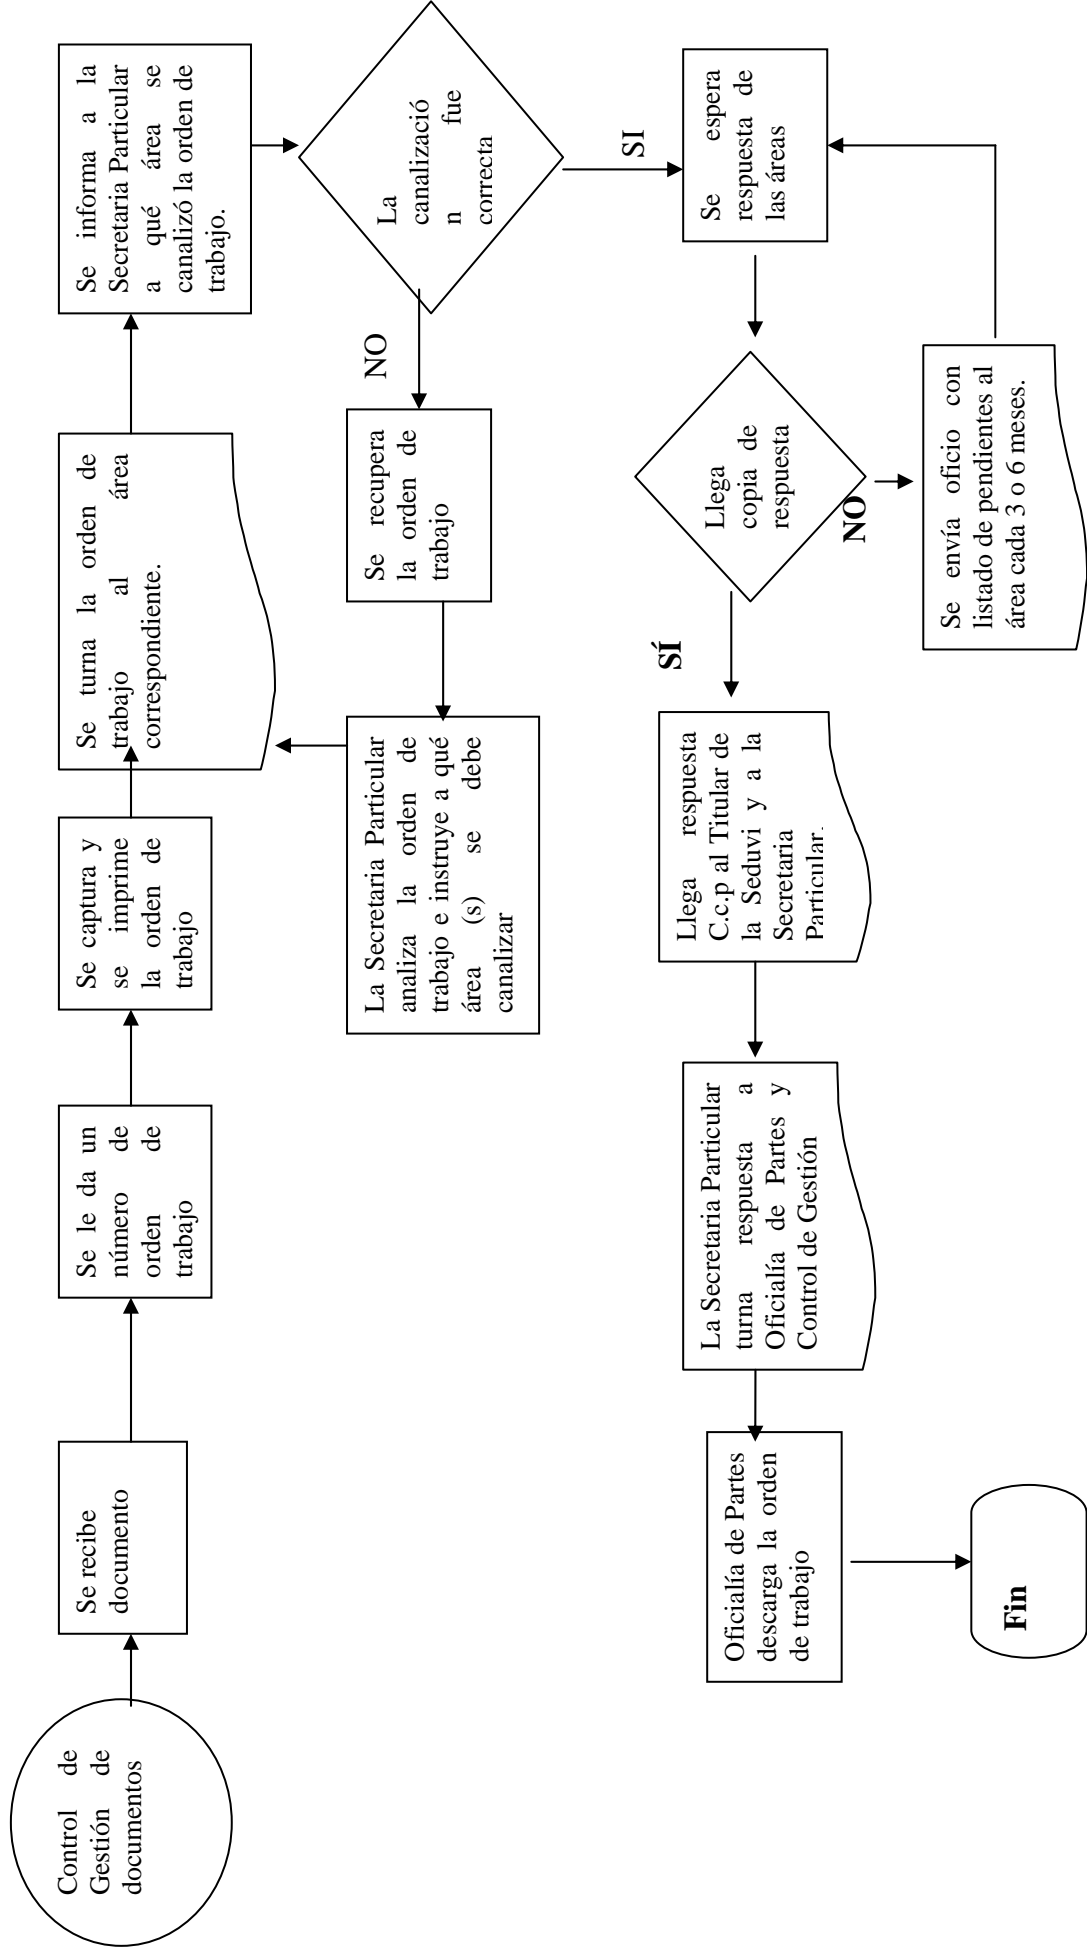 Control de
Gestión de
documentos
Se recibe
documento
Se le da un
número de
orden de
trabajo
Se captura y
se imprime
la orden de
trabajo
Se turna la orden de
trabajo al área
correspondiente.
Se informa a la
Secretaria Particular
a qué área se
canalizó la orden de
trabajo.
La
canalizació
n fue
correcta
NO
Se recupera
la orden de
trabajo
La Secretaria Particular
analiza la orden de
trabajo e instruye a qué
área (s) se debe
canalizar
SI
Se espera
respuesta de
las áreas
Llega
copia de
respuesta
NO
Se envía oficio con
listado de pendientes al
área cada 3 o 6 meses.
SÍ
Llega respuesta
C.c.p al Titular de
la Seduvi y a la
Secretaria
Particular.
La Secretaria Particular
turna respuesta a
Oficialía de Partes y
Control de Gestión
Oficialía de Partes
descarga la orden
de trabajo
Fin